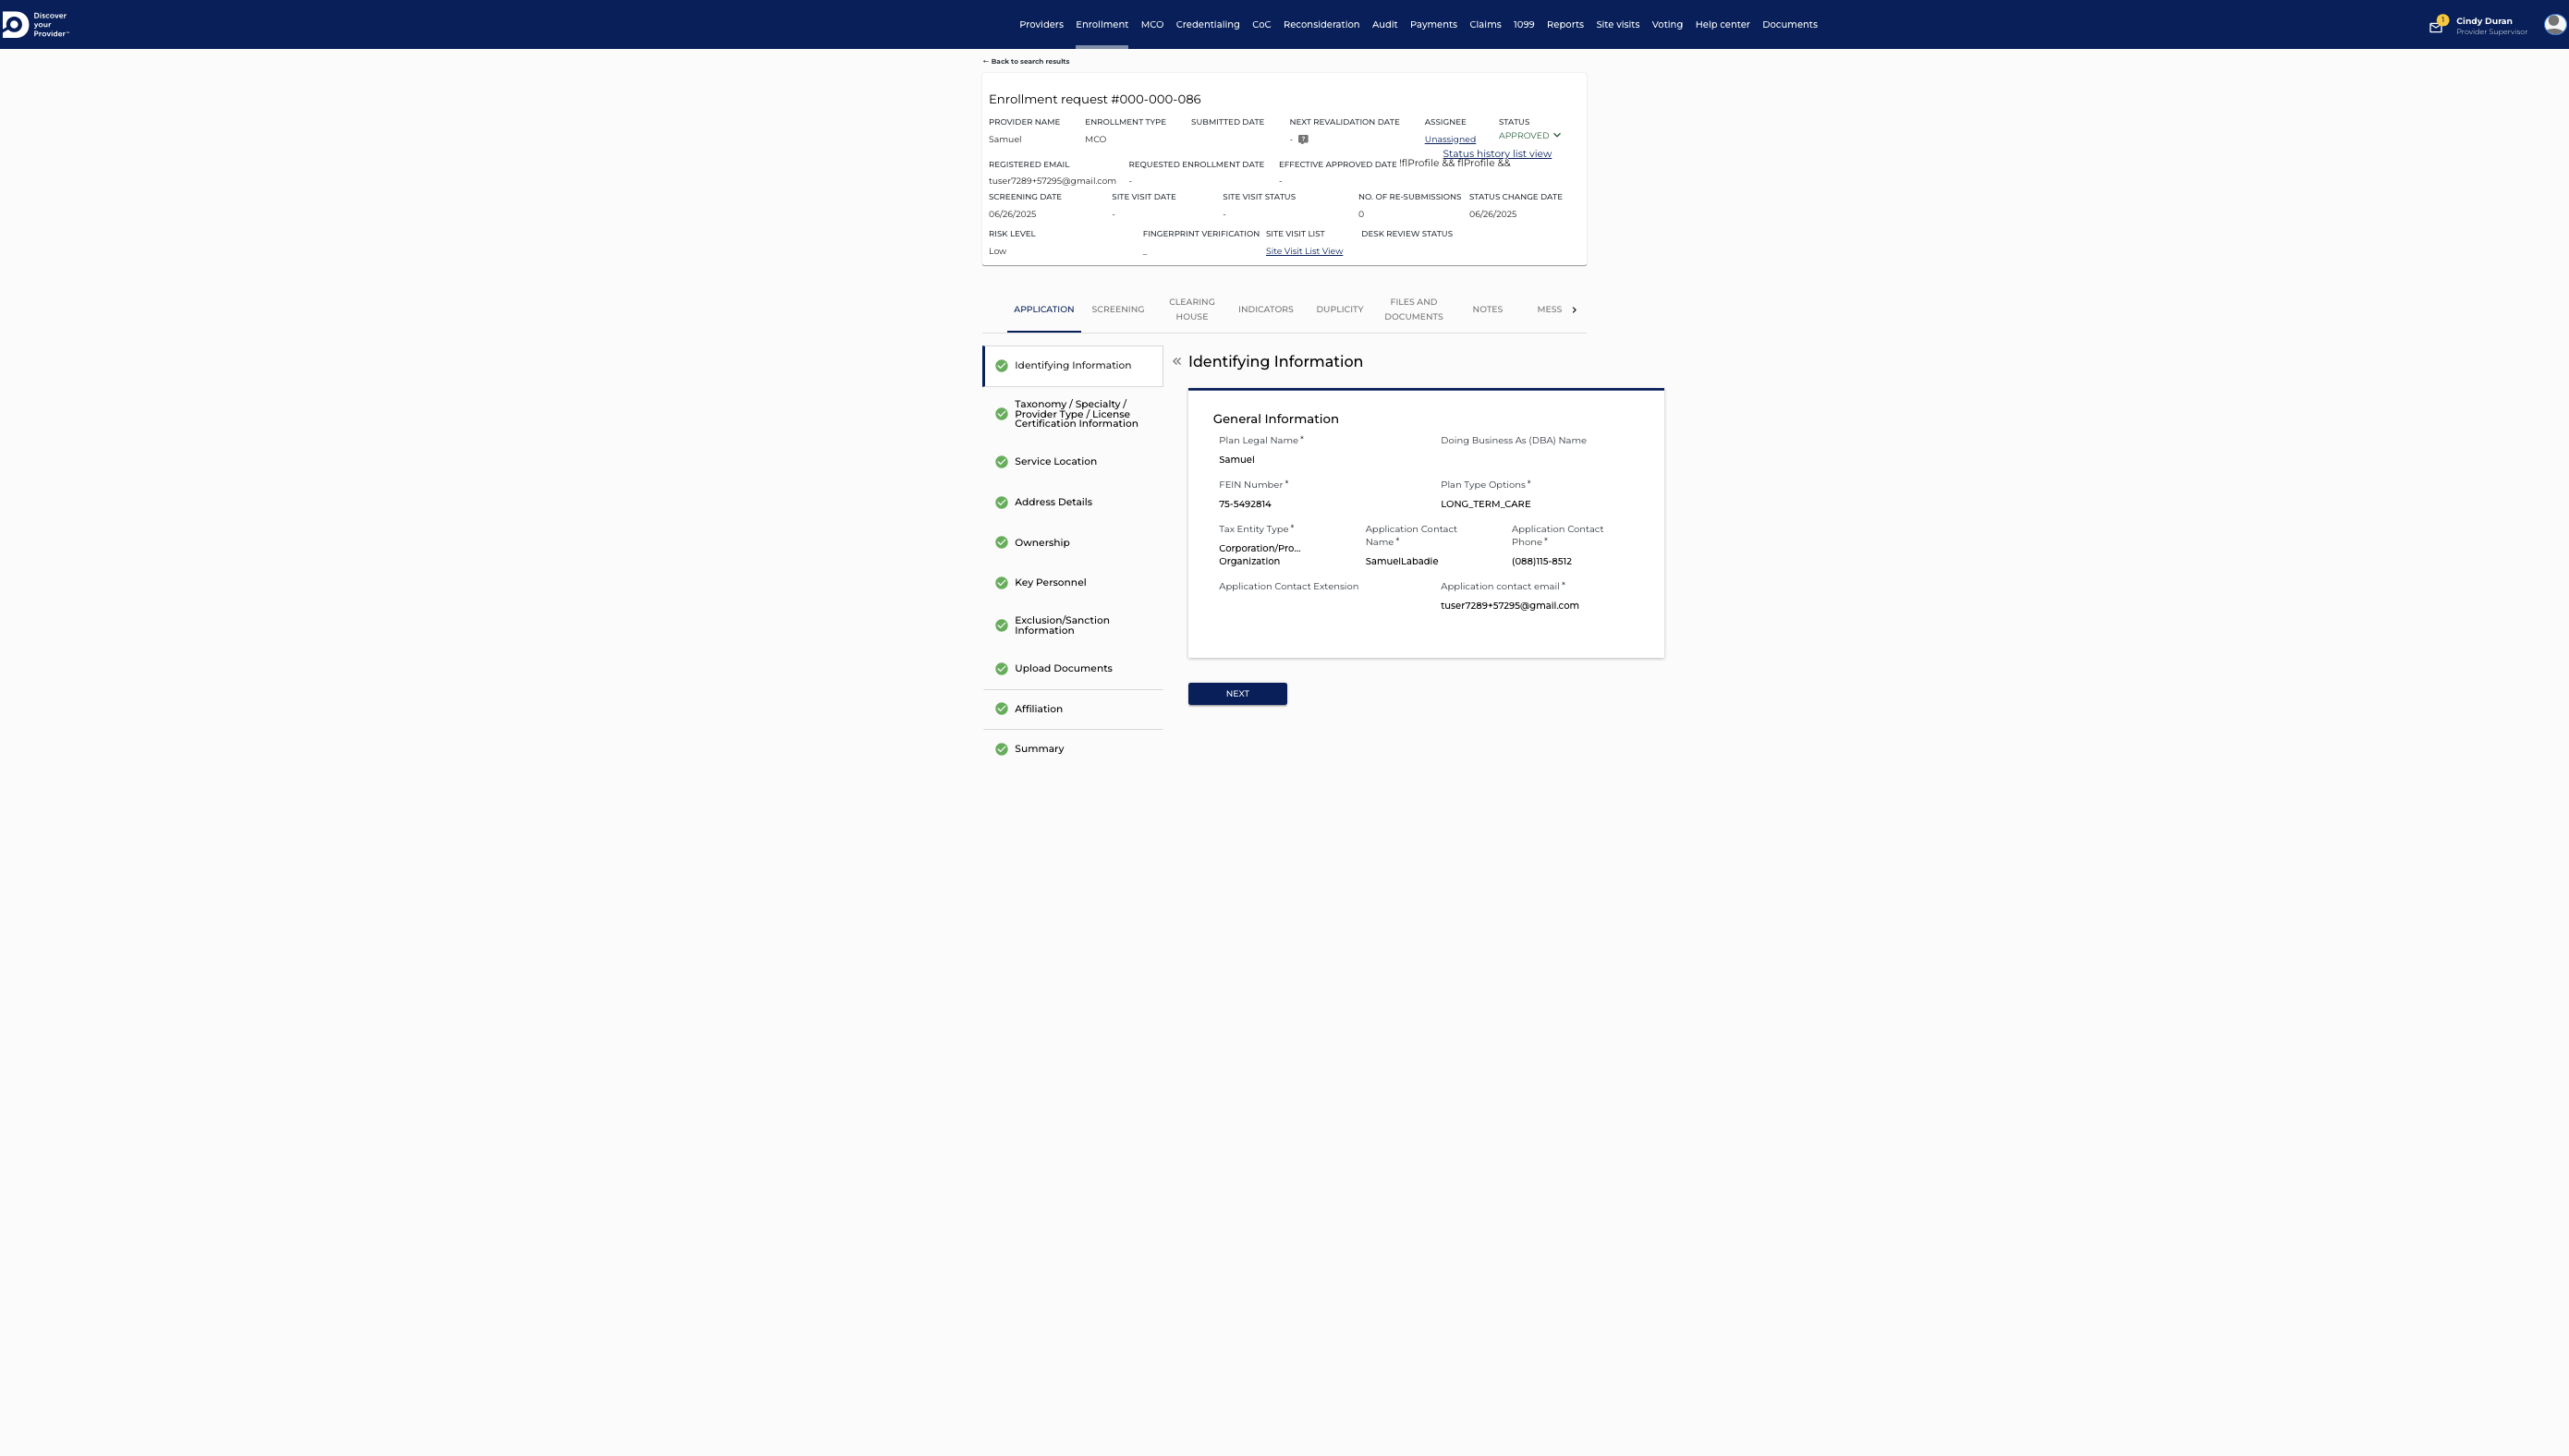 Discover
your
Provider™
Providers Enrollment MCO Credentialing CoC Reconsideration Audit Payments Claims 1099 Reports Site visits Voting Help center Documents
1
Cindy Duran
Provider Supervisor
← Back to search results
Enrollment request #000-000-086
PROVIDER NAME ENROLLMENT TYPE SUBMITTED DATE NEXT REVALIDATION DATE ASSIGNEE STATUS
Samuel MCO - ? Unassigned APPROVED
Status history list view
REGISTERED EMAIL REQUESTED ENROLLMENT DATE EFFECTIVE APPROVED DATE !flProfile && flProfile &&
tuser7289+57295@gmail.com - -
SCREENING DATE SITE VISIT DATE SITE VISIT STATUS NO. OF RE-SUBMISSIONS STATUS CHANGE DATE
06/26/2025 - - 0 06/26/2025
RISK LEVEL FINGERPRINT VERIFICATION SITE VISIT LIST DESK REVIEW STATUS
Low _ Site Visit List View
APPLICATION SCREENING CLEARING HOUSE INDICATORS DUPLICITY FILES AND DOCUMENTS NOTES MESS
Identifying Information
Taxonomy / Specialty /
Provider Type / License
Certification Information
Service Location
Address Details
Ownership
Key Personnel
Exclusion/Sanction
Information
Upload Documents
Affiliation
Summary
« Identifying Information
General Information
Plan Legal Name * Doing Business As (DBA) Name
Samuel
FEIN Number * Plan Type Options *
75-5492814 LONG_TERM_CARE
Tax Entity Type * Application Contact Name * Application Contact Phone *
Corporation/Pro...
Organization SamuelLabadie (088)115-8512
Application Contact Extension Application contact email *
tuser7289+57295@gmail.com
NEXT